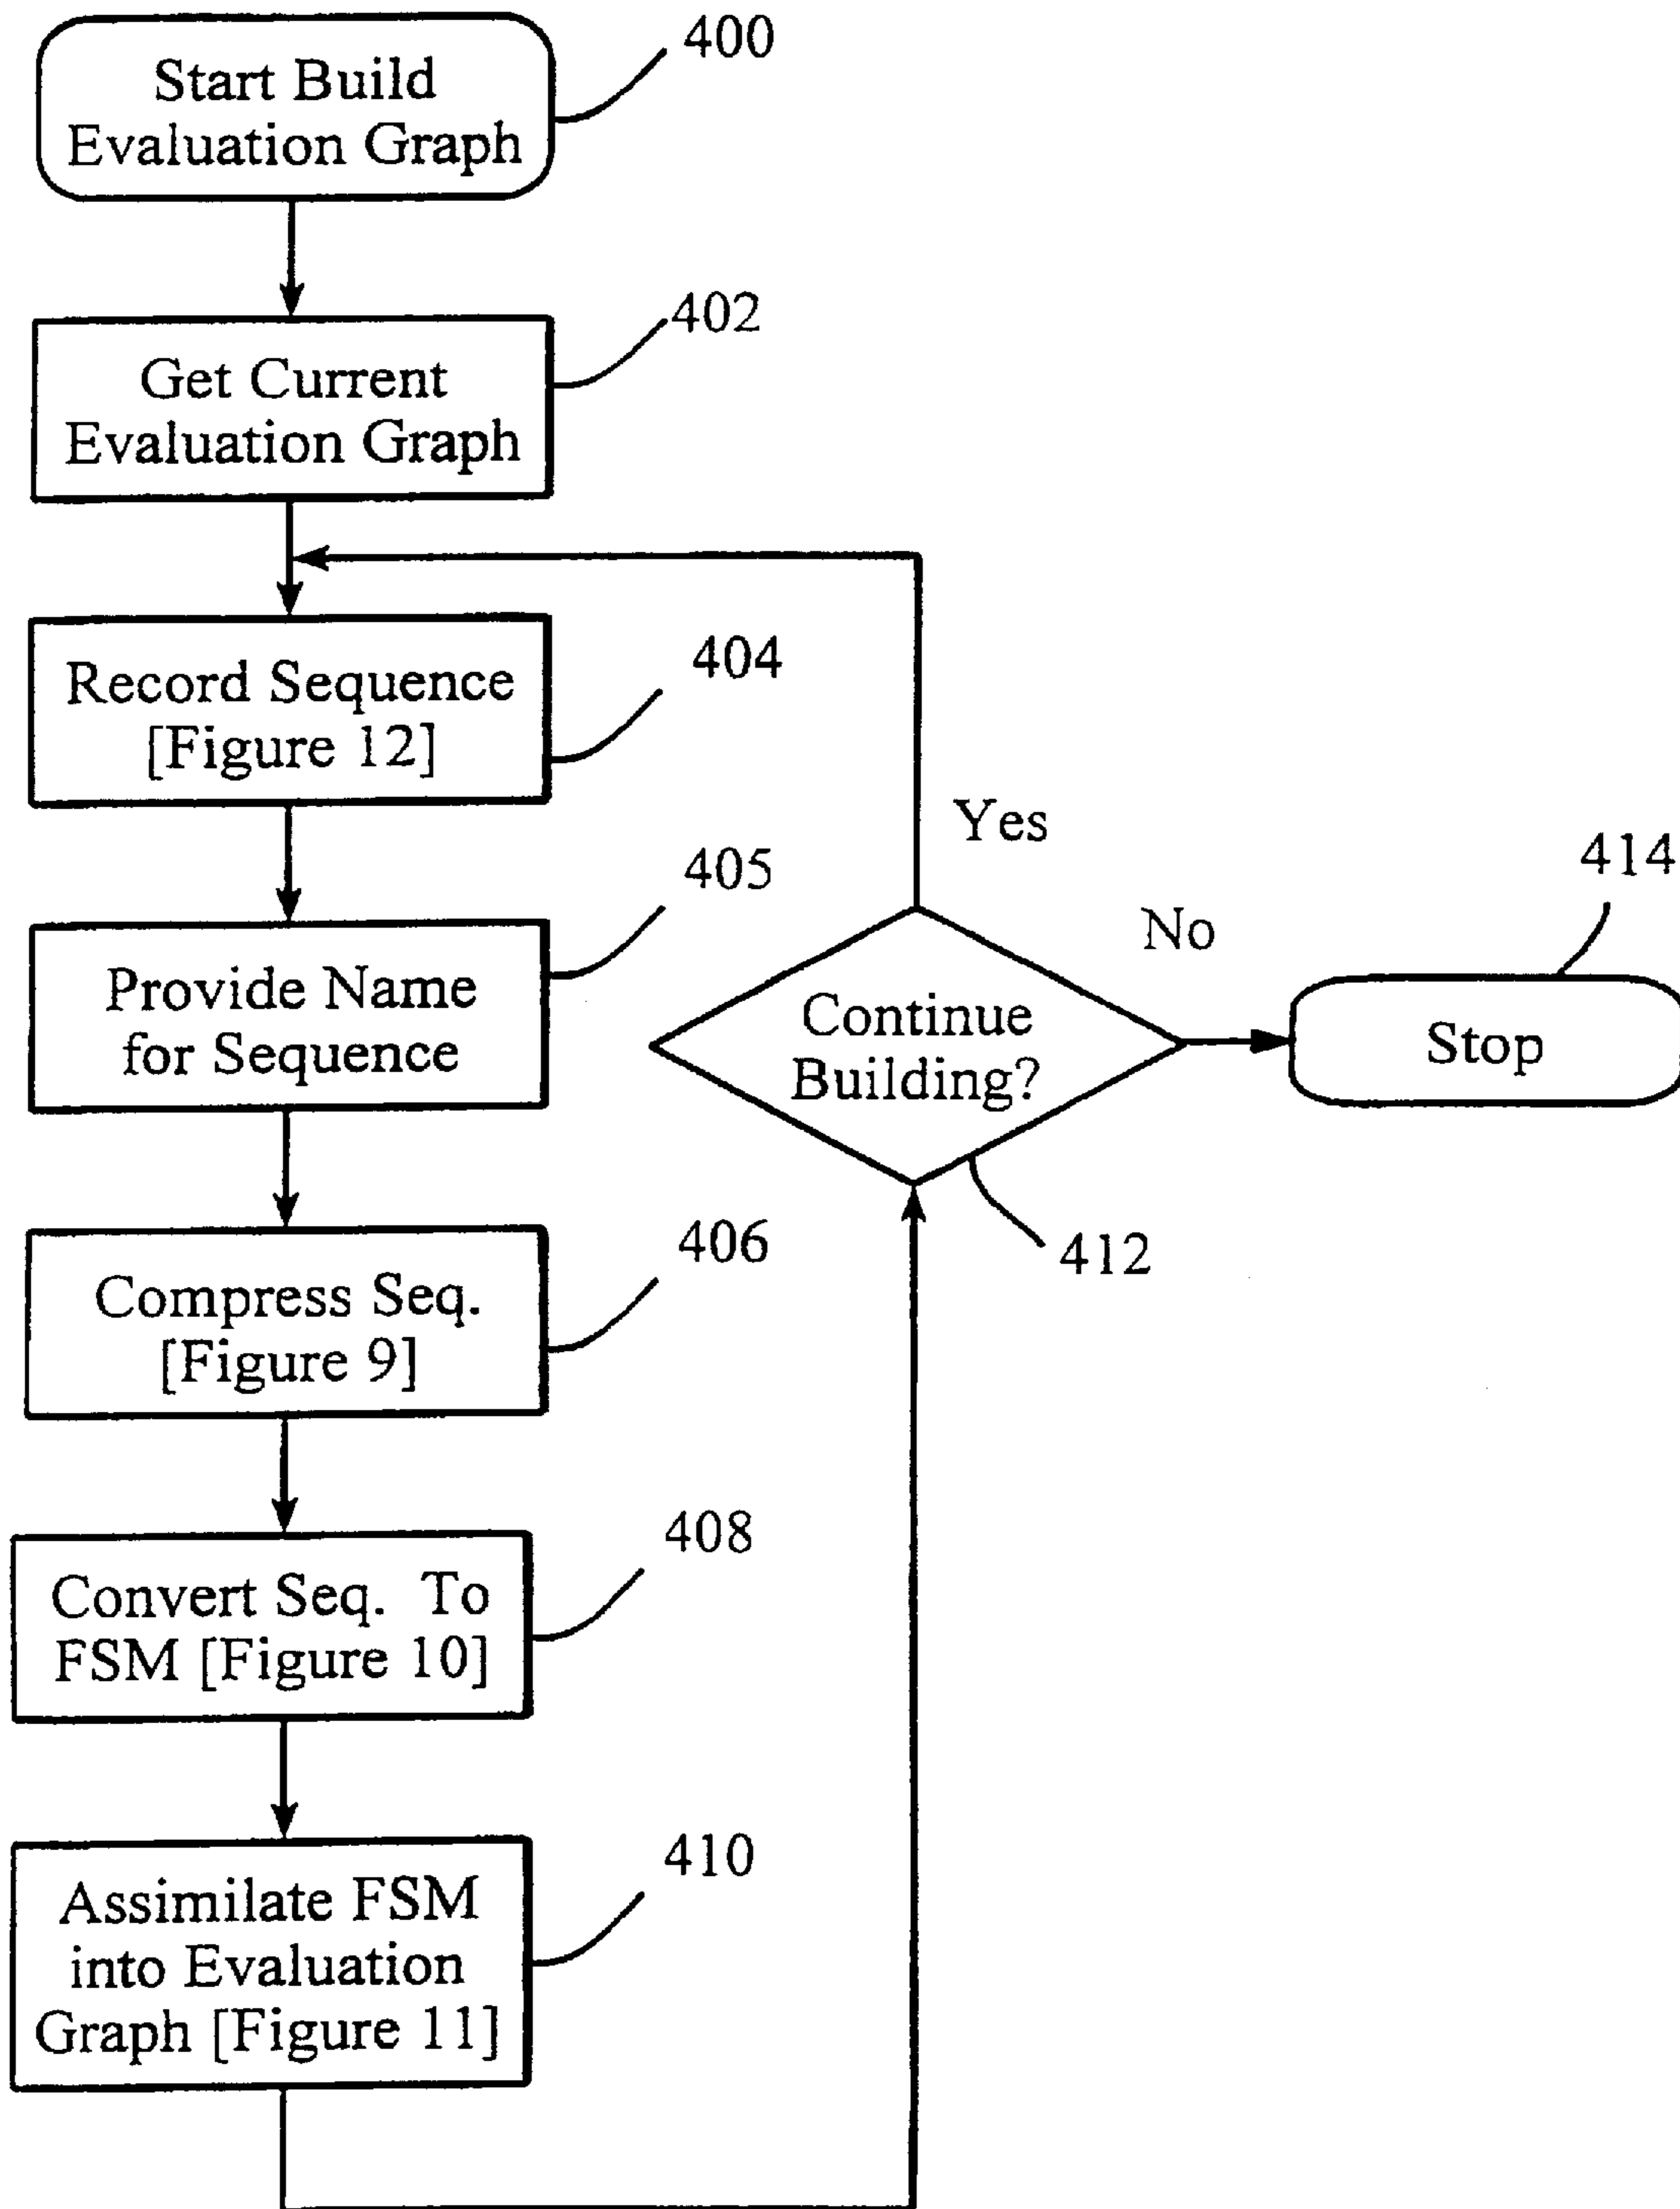 Start Build
Evaluation Graph
400
Get Current
Evaluation Graph
402
Record Sequence
[Figure 12]
404
Provide Name
for Sequence
405
Compress Seq.
[Figure 9]
406
Convert Seq. To
FSM [Figure 10]
408
Assimilate FSM
into Evaluation
Graph [Figure 11]
410
Yes
Continue
Building?
412
No
414
Stop